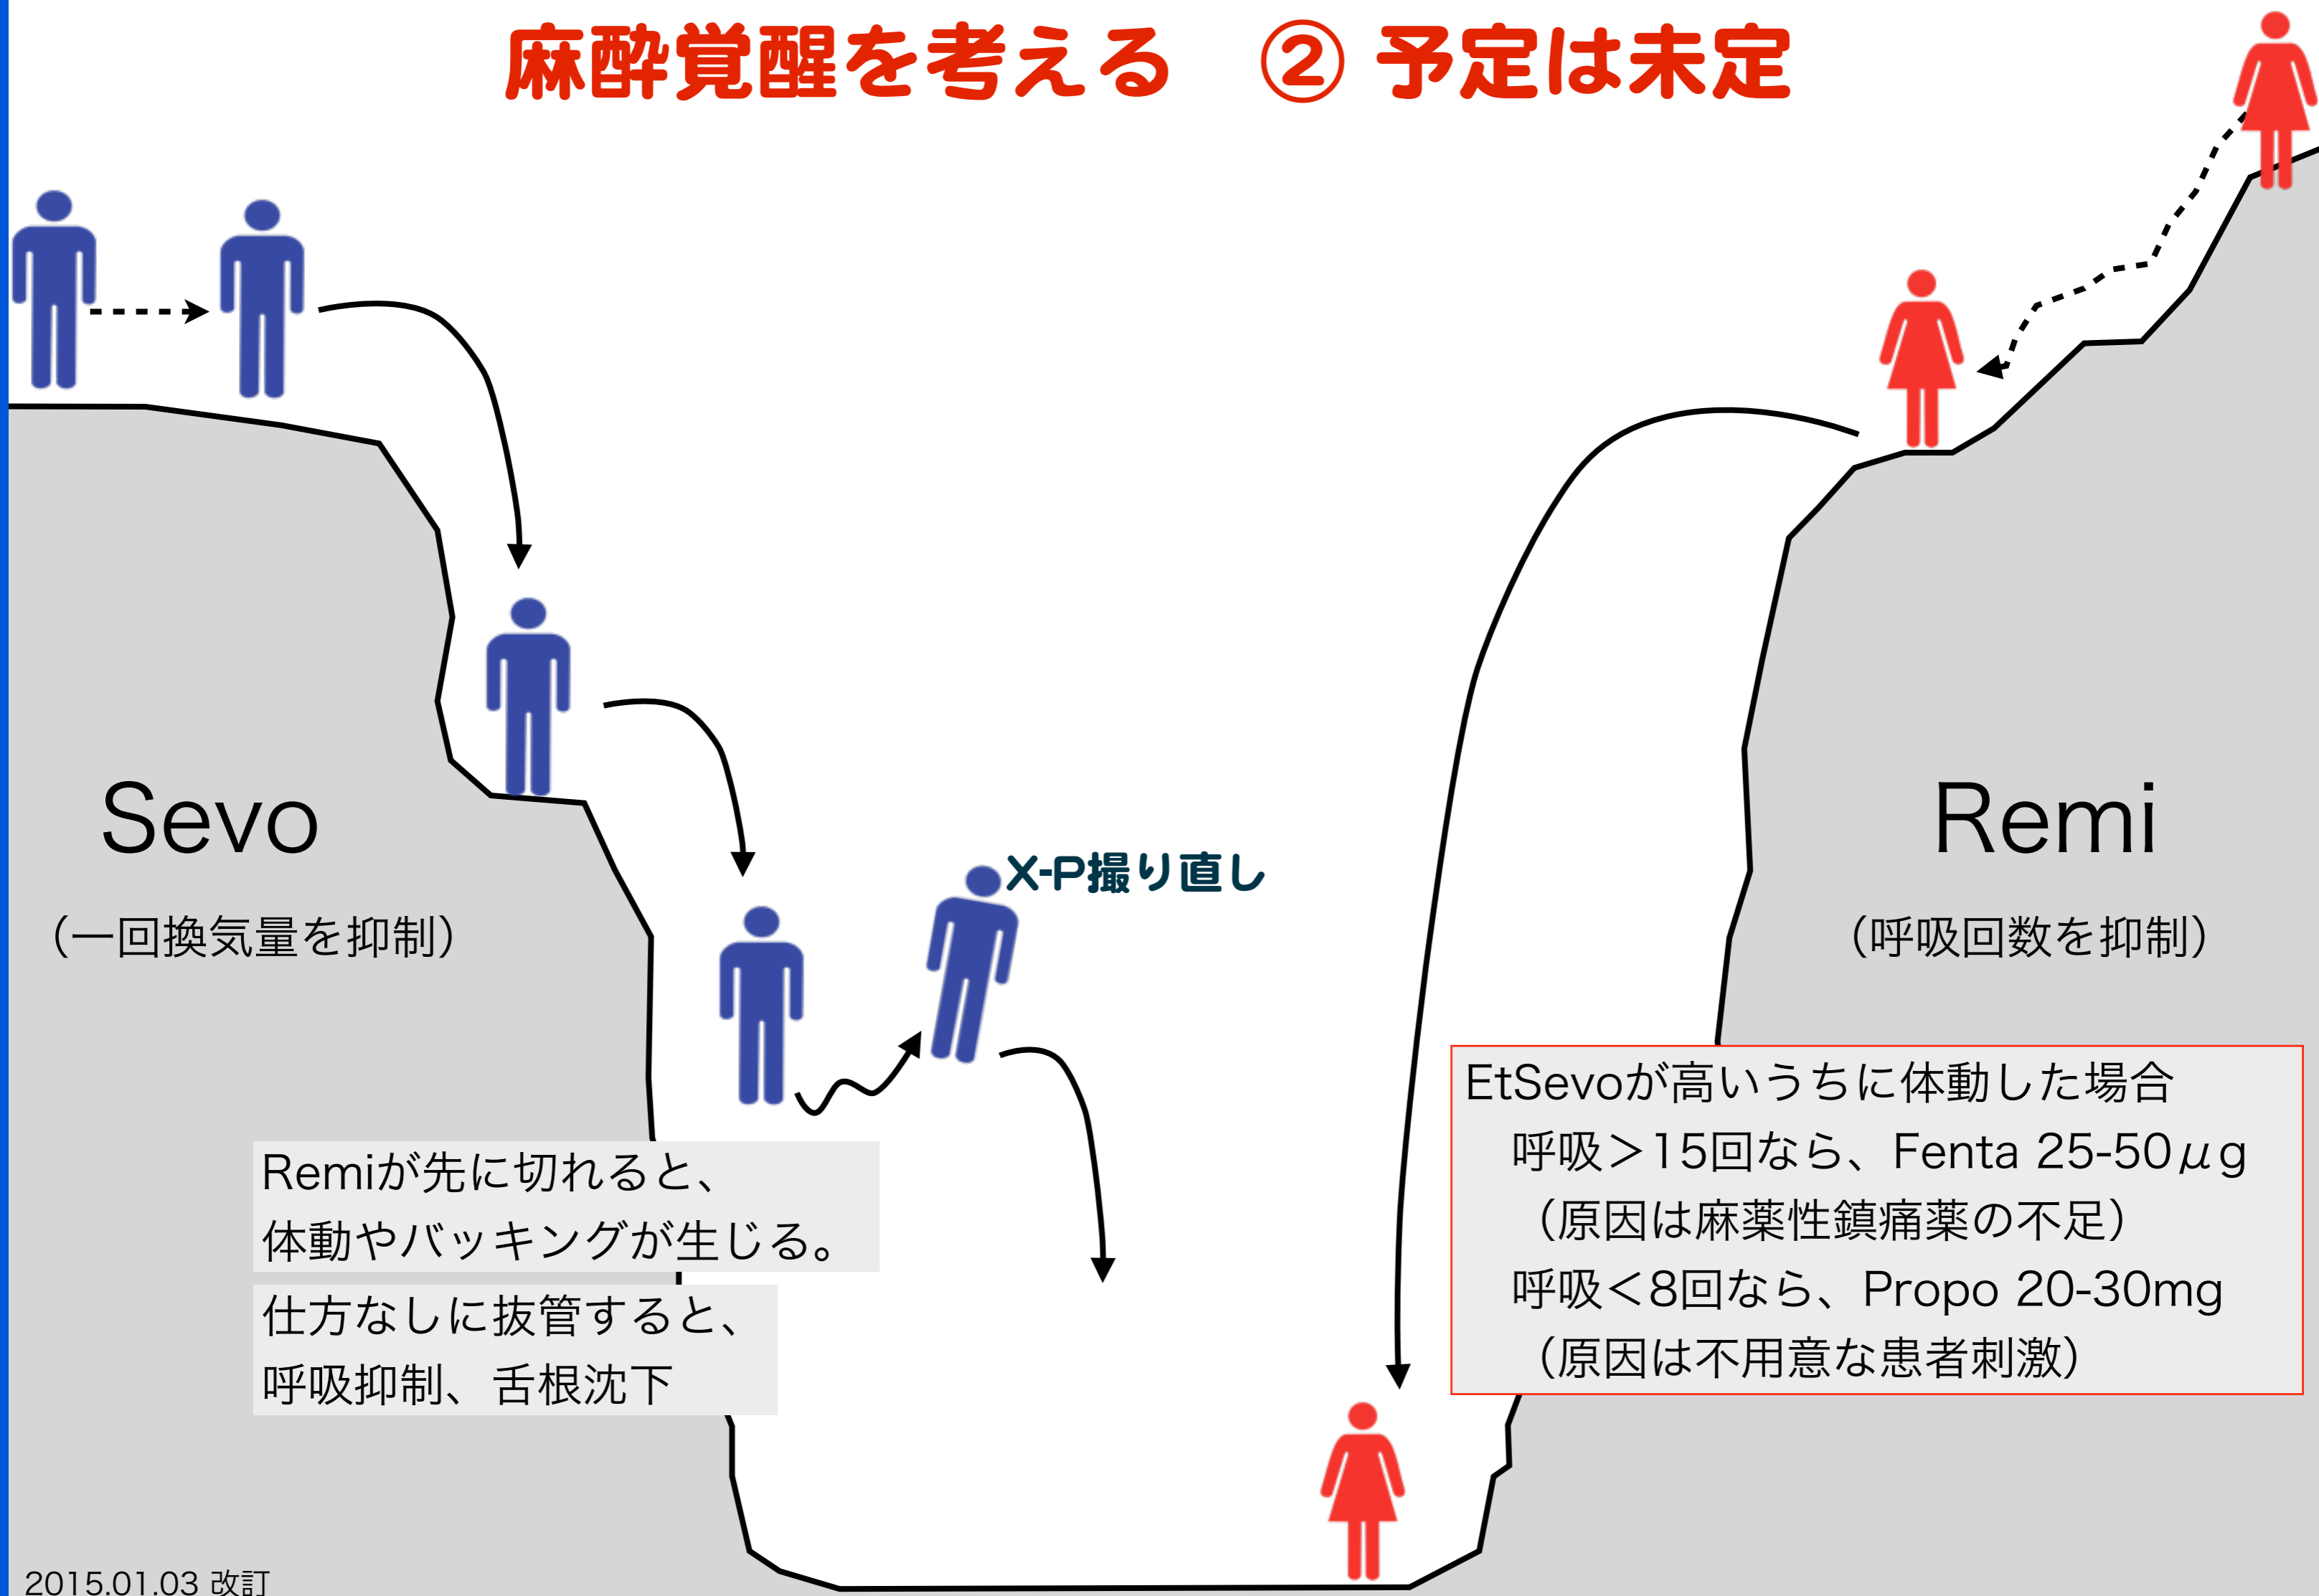 麻酔覚醒を考える ② 予定は未定
Sevo
（一回換気量を抑制）
X-P撮り直し
Remi
（呼吸回数を抑制）
Remiが先に切れると、
体動やバッキングが生じる。
仕方なしに抜管すると、
呼吸抑制、舌根沈下
EtSevoが高いうちに体動した場合
呼吸＞15回なら、Fenta 25-50μg
（原因は麻薬性鎮痛薬の不足）
呼吸＜8回なら、Propo 20-30mg
（原因は不用意な患者刺激）
2015.01.03 改訂